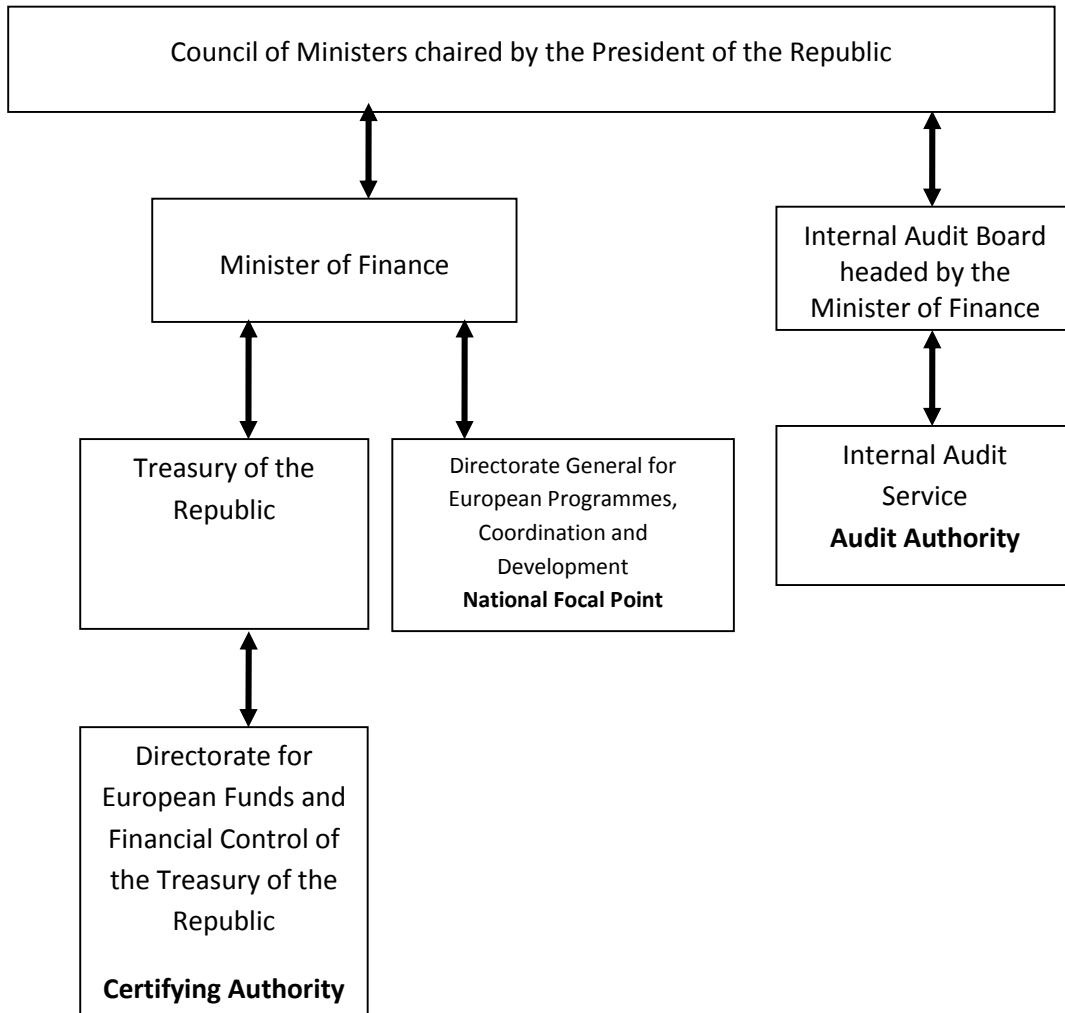 Council of Ministers chaired by the President of the Republic
Minister of Finance
Internal Audit Board
headed by the
Minister of Finance
Treasury of the
Republic
Directorate General for
European Programmes,
Coordination and
Development
National Focal Point
Internal Audit
Service
Audit Authority
Directorate for
European Funds and
Financial Control of
the Treasury of the
Republic
Certifying Authority